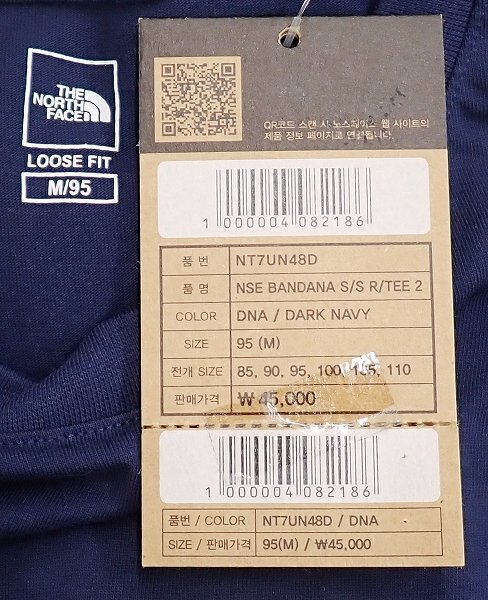 THE
NORTH
FACE
LOOSE FIT
M/95
QR코드 스캔 시 노스페이스 웹 사이트의
제품 정보 페이지로 연결됩니다.
1 000004 082186
품 번 NT7UN48D
품 명 NSE BANDANA S/S R/TEE 2
COLOR DNA / DARK NAVY
SIZE 95 (M)
전개 SIZE 85, 90, 95, 100, 105, 110
판매가격 ₩ 45,000
1 000004 082186
품번 / COLOR NT7UN48D / DNA
SIZE / 판매가격 95(M) / ₩45,000